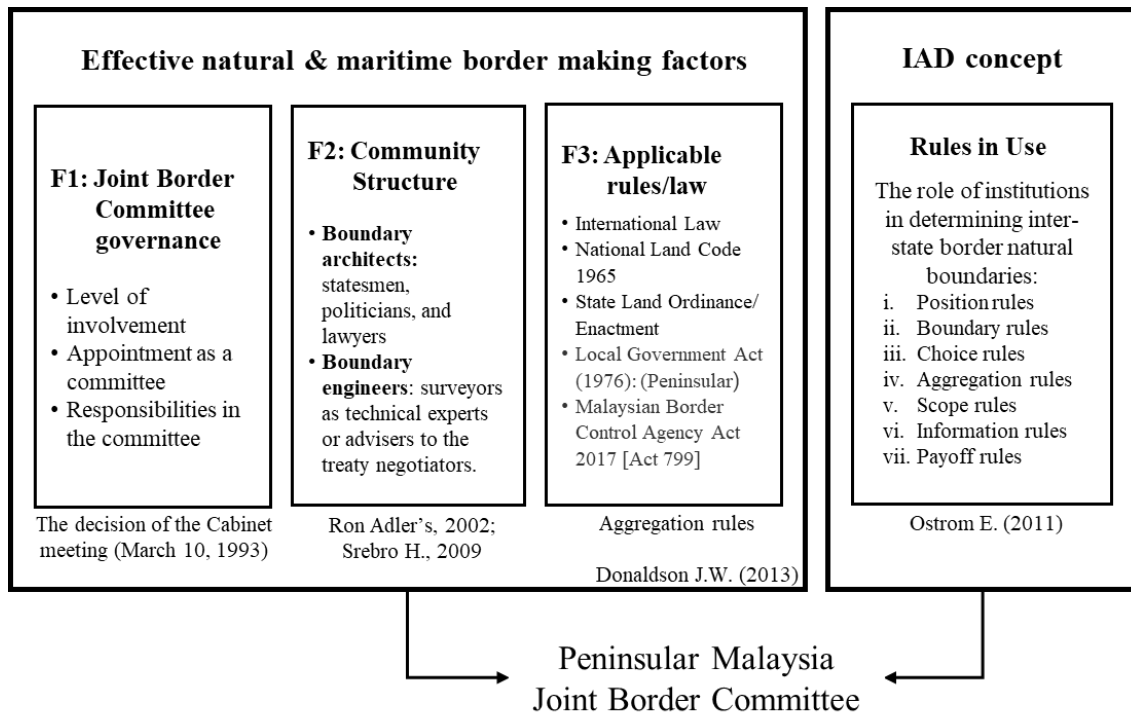 Effective natural & maritime border making factors
F1: Joint Border
Committee
governance
• Level of
involvement
• Appointment as a
committee
• Responsibilities in
the committee
The decision of the Cabinet
meeting (March 10, 1993)
F2: Community
Structure
• Boundary
architects:
statesmen,
politicians, and
lawyers
• Boundary
engineers: surveyors
as technical experts
or advisers to the
treaty negotiators.
Ron Adler's, 2002;
Srebro H., 2009
F3: Applicable
rules/law
• International Law
• National Land Code
1965
• State Land Ordinance/
Enactment
• Local Government Act
(1976): (Peninsular)
• Malaysian Border
Control Agency Act
2017 [Act 799]
Aggregation rules
Donaldson J.W. (2013)
IAD concept
Rules in Use
The role of institutions
in determining inter-
state border natural
boundaries:
i. Position rules
ii. Boundary rules
iii. Choice rules
iv. Aggregation rules
v. Scope rules
vi. Information rules
vii. Payoff rules
Ostrom E. (2011)
Peninsular Malaysia
Joint Border Committee